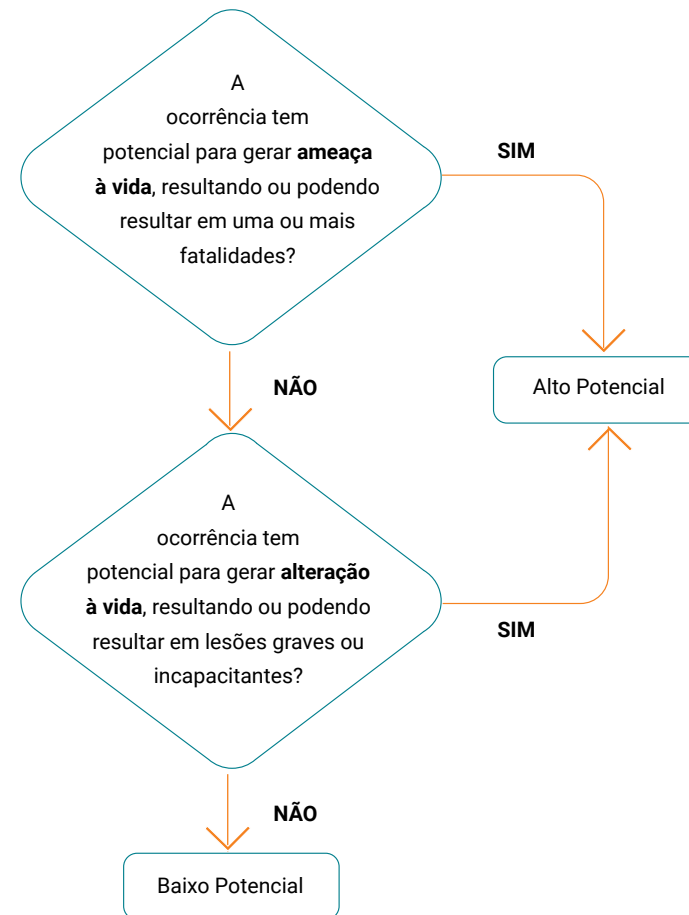 A
ocorrência tem
potencial para gerar ameaça
à vida, resultando ou podendo
resultar em uma ou mais
fatalidades?
SIM
NÃO
Alto Potencial
A
ocorrência tem
potencial para gerar alteração
à vida, resultando ou podendo
resultar em lesões graves ou
incapacitantes?
SIM
NÃO
Baixo Potencial